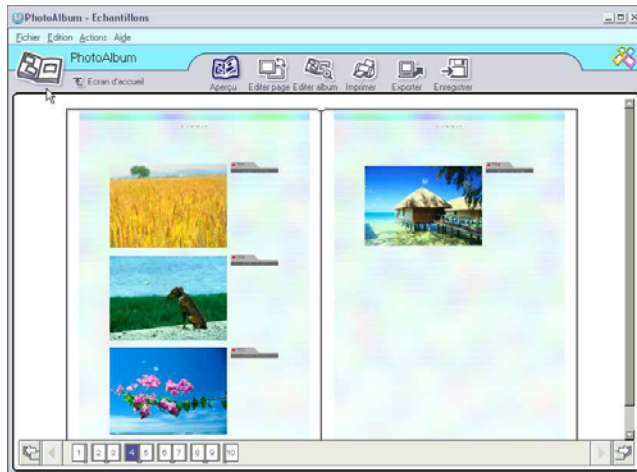 PhotoAlbum - Echantillons
Fichier Edition Actions Aide
PhotoAlbum
Ecran d'accueil
Aperçu Editer page Editer album Imprimer Exporter Enregistrer
1 2 3 4 5 6 7 8 9 10